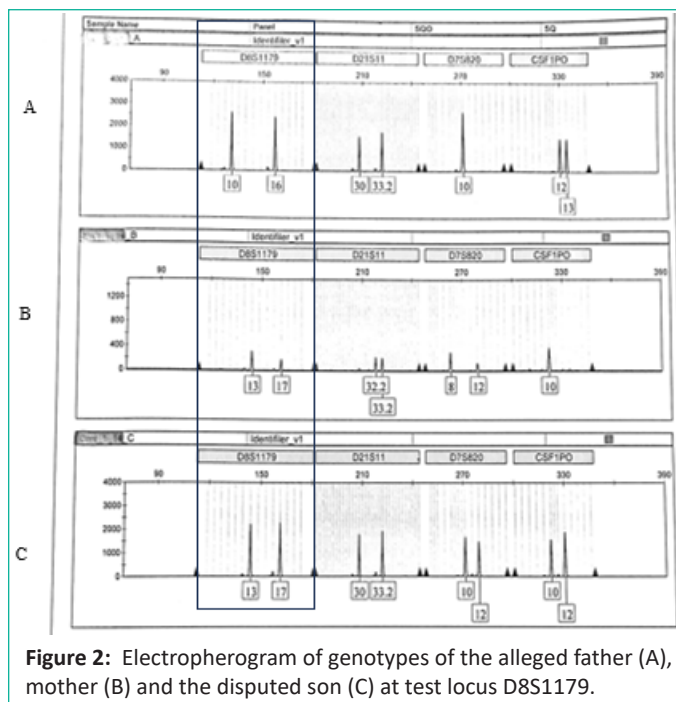 Sample Name Panel SQO SQ
A Identifiler_v1
D8S1179 D21S11 D7S820 CSF1PO
90 150 210 270 330 390
A
4000
3000
2000
1000
0
10 16 30 33.2 10 12
13
B Identifiler_v1
D8S1179 D21S11 D7S820 CSF1PO
90 150 210 270 330 390
B
1200
800
400
0
13 17 32.2 8 12 10
33.2
C Identifiler_v1
D8S1179 D21S11 D7S820 CSF1PO
90 150 210 270 330 390
C
4000
3000
2000
1000
0
13 17 30 33.2 10 10
12 12
Figure 2: Electropherogram of genotypes of the alleged father (A),
mother (B) and the disputed son (C) at test locus D8S1179.